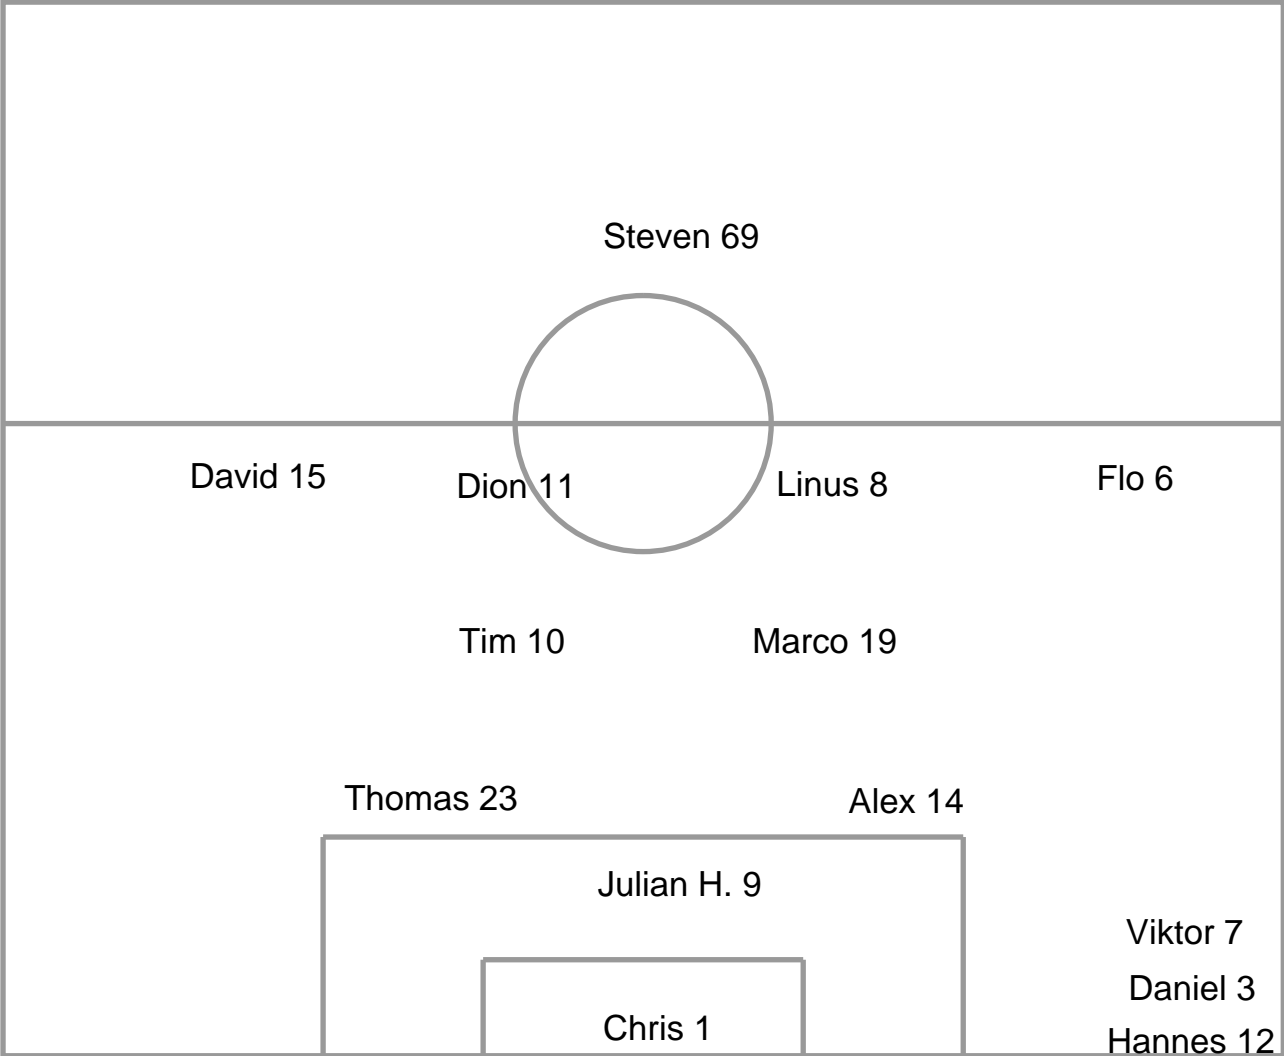 Steven 69
David 15
Dion 11
Linus 8
Flo 6
Tim 10
Marco 19
Thomas 23
Alex 14
Julian H. 9
Viktor 7
Daniel 3
Chris 1
Hannes 12